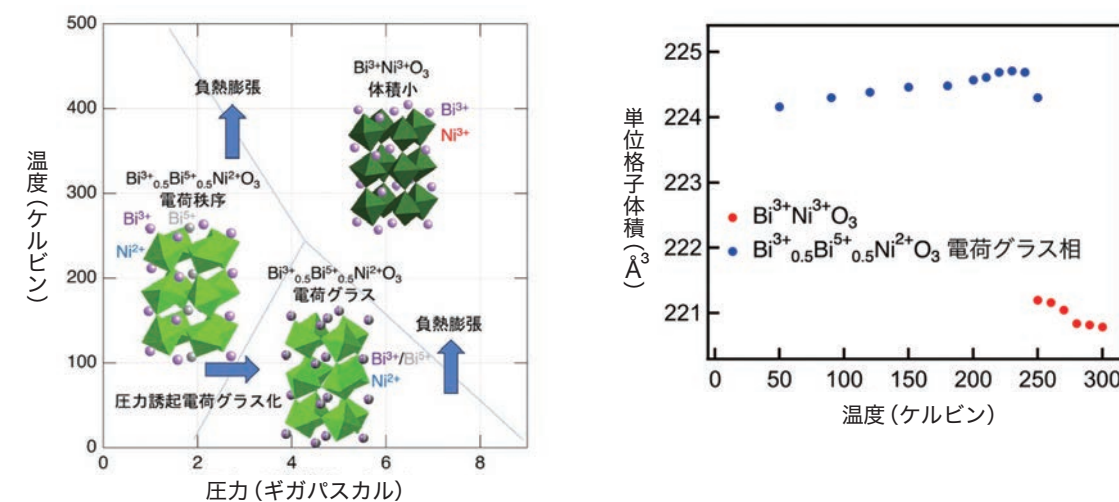 500
400
300
200
100
0
0
2
4
6
8
温度 (ケルビン)
圧力 (ギガパスカル)
負熱膨張
Bi³⁺Ni³⁺O₃
体積小
Bi³⁺
Ni³⁺
Bi³⁺₀.₅Bi⁵⁺₀.₅Ni²⁺O₃
電荷秩序
Bi³⁺ Bi⁵⁺
Ni²⁺
Bi³⁺₀.₅Bi⁵⁺₀.₅Ni²⁺O₃
電荷グラス
負熱膨張
Bi³⁺/Bi⁵⁺
Ni²⁺
圧力誘起電荷グラス化
225
224
223
222
221
単位格子体積 (Å³)
Bi³⁺Ni³⁺O₃
Bi³⁺₀.₅Bi⁵⁺₀.₅Ni²⁺O₃ 電荷グラス相
0
50
100
150
200
250
300
温度 (ケルビン)